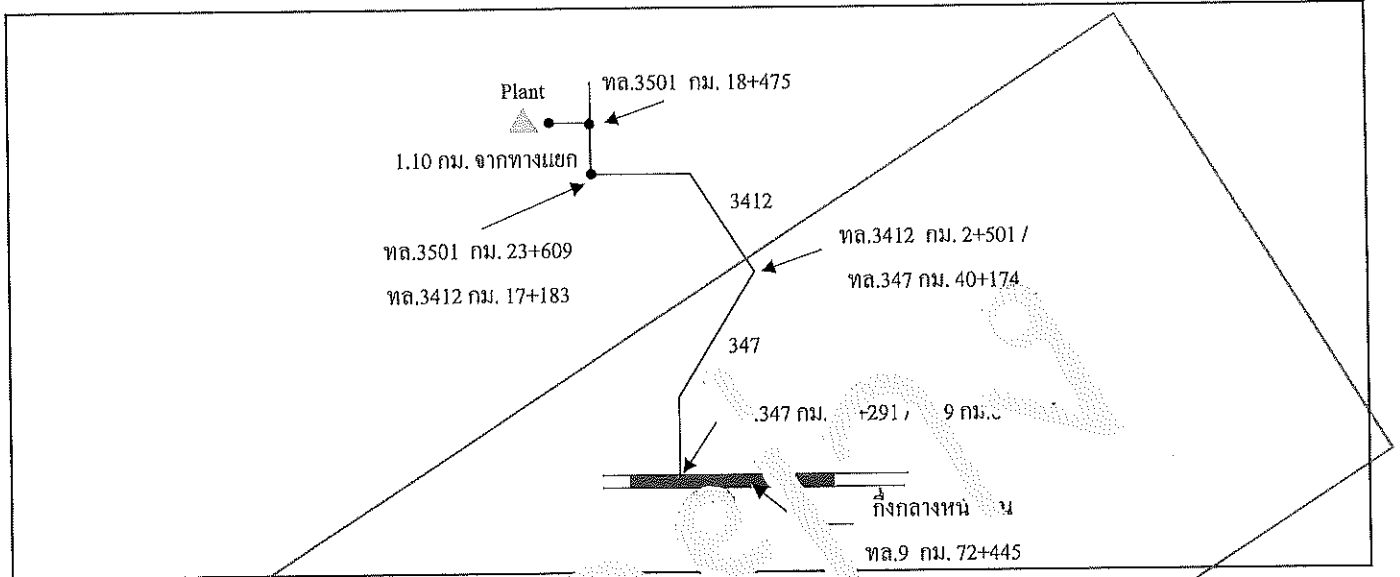 ทล.3501 กม. 18+475
Plant
1.10 กม. จากทางแยก
3412
ทล.3501 กม. 23+609
ทล.3412 กม. 17+183
ทล.3412 กม. 2+501 /
ทล.347 กม. 40+174
347
.347 กม. +291 / 9 กม.
กึ่งกลาง
ทล.9 กม. 72+445